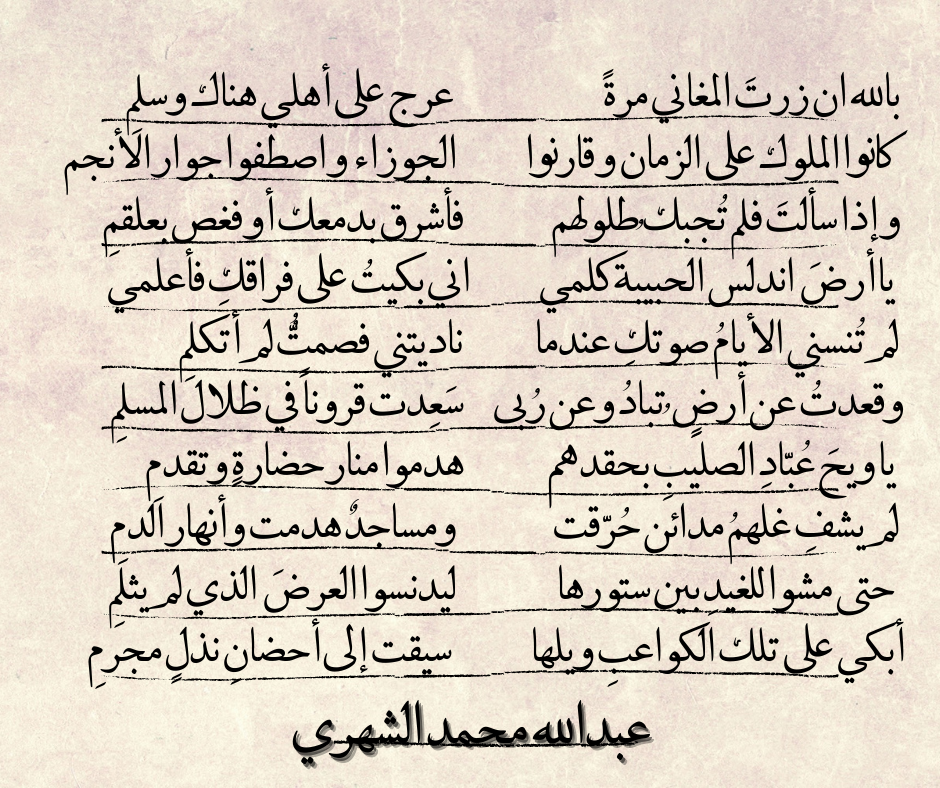 بالله ان زرتَ المغاني مرةً عرج على أهلي هناك وسلم
كانوا الملوك على الزمان وقارنوا الجوزاء واصطفوا جوار الأنجم
وإذا سألتَ فلم تُجبك طلولهم فأشرق بدمعك أو فغص بعلقمِ
يا أرضَ اندلس الحبيبة كلمي اني بكيتُ على فراقكِ فأعلمي
لم تُنسني الأيامُ صوتكِ عندما ناديتني فصمتُّ لم أتكلمِ
وقعدتُ عن أرضٍ تُبادُ وعن رُبى سَعِدت قروناً في ظلال المسلمِ
يا ويحَ عُبّادِ الصليبِ بحقدهم هدموا منار حضارةٍ وتقدمِ
لم يشفِ غلهمُ مدائن حُرّقت ومساجدٌ هدمت وأنهار الدم
حتى مشوا للغيدِ بين ستورها ليدنسوا العرضَ الذي لم يثلَمِ
أبكي على تلك الكواعبِ ويلها سيقت إلى أحضانِ نذلٍ مجرمِ
عبدالله محمد الشهري